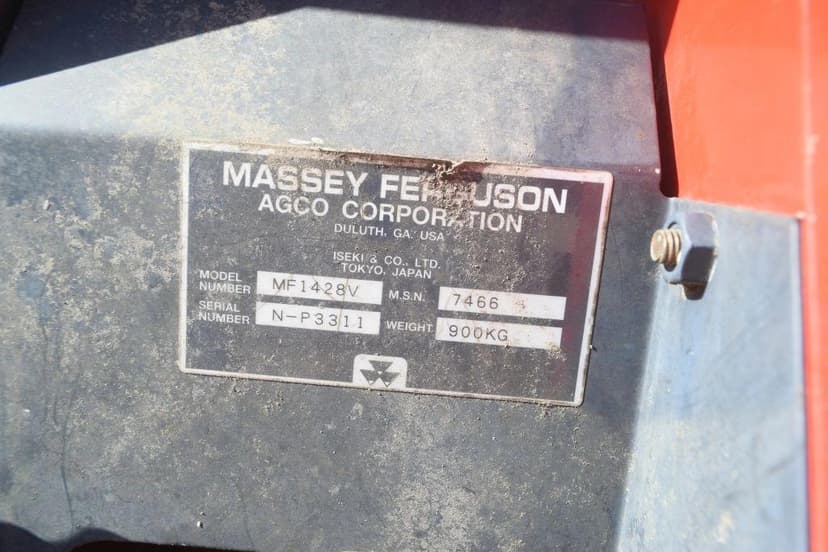 MASSEY FERGUSON
AGCO CORPORATION
DULUTH, GA. USA
ISEKI & CO., LTD.
TOKYO, JAPAN
MODEL NUMBER MF1428V M.S.N. 7466
SERIAL NUMBER N-P3311 WEIGHT 900KG